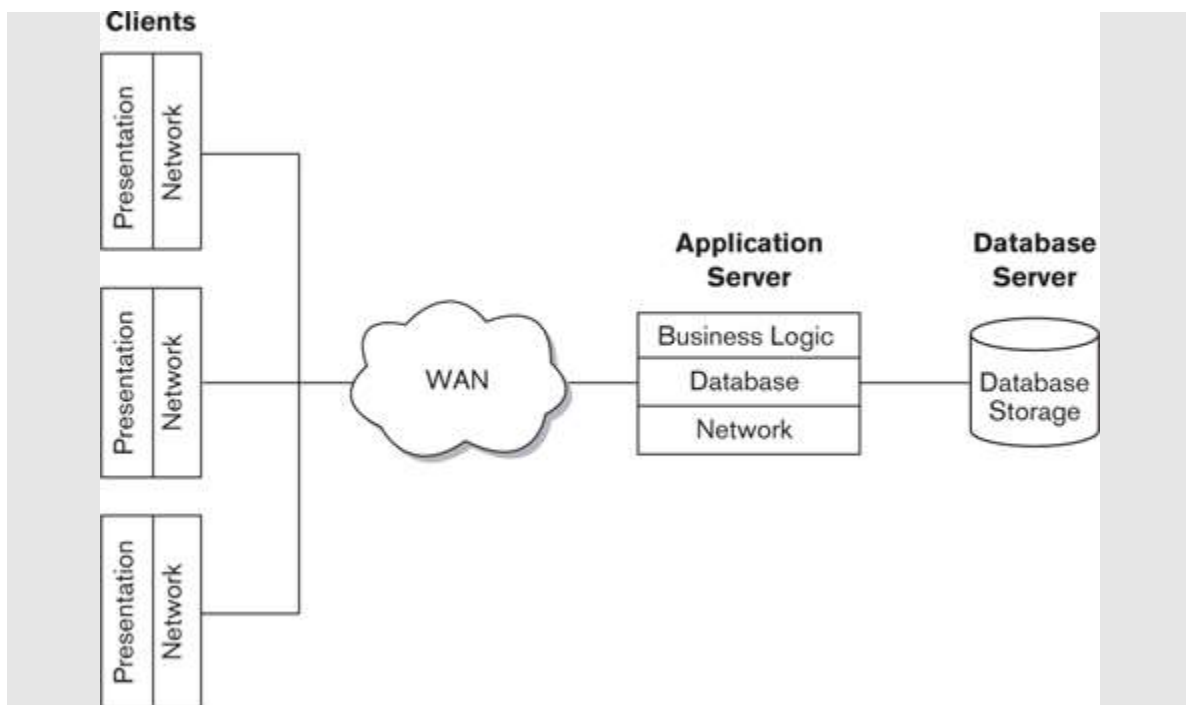 Clients
Presentation
Network
Presentation
Network
Presentation
Network
WAN
Application
Server
Business Logic
Database
Network
Database
Server
Database
Storage